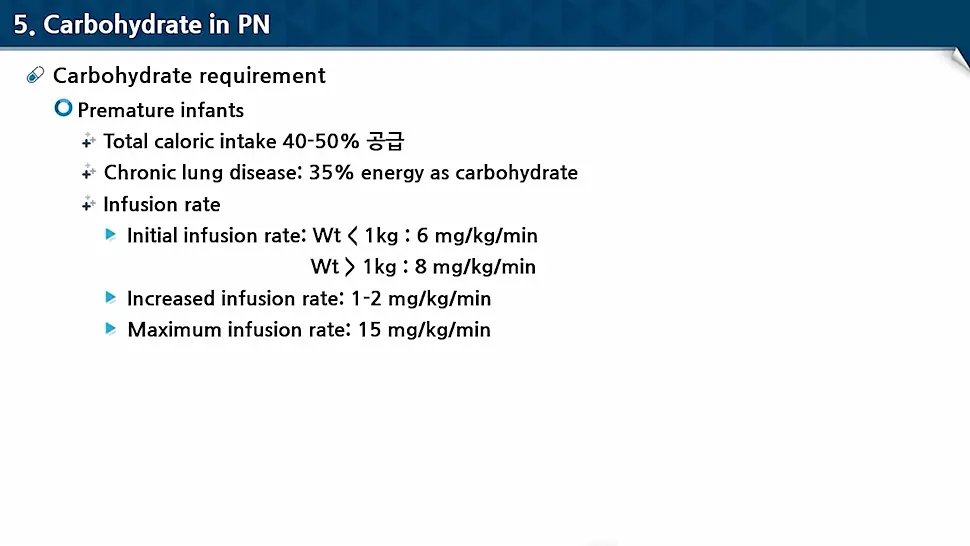 5. Carbohydrate in PN
Carbohydrate requirement
Premature infants
Total caloric intake 40-50% 공급
Chronic lung disease: 35% energy as carbohydrate
Infusion rate
Initial infusion rate: Wt < 1kg : 6 mg/kg/min
Wt > 1kg : 8 mg/kg/min
Increased infusion rate: 1-2 mg/kg/min
Maximum infusion rate: 15 mg/kg/min